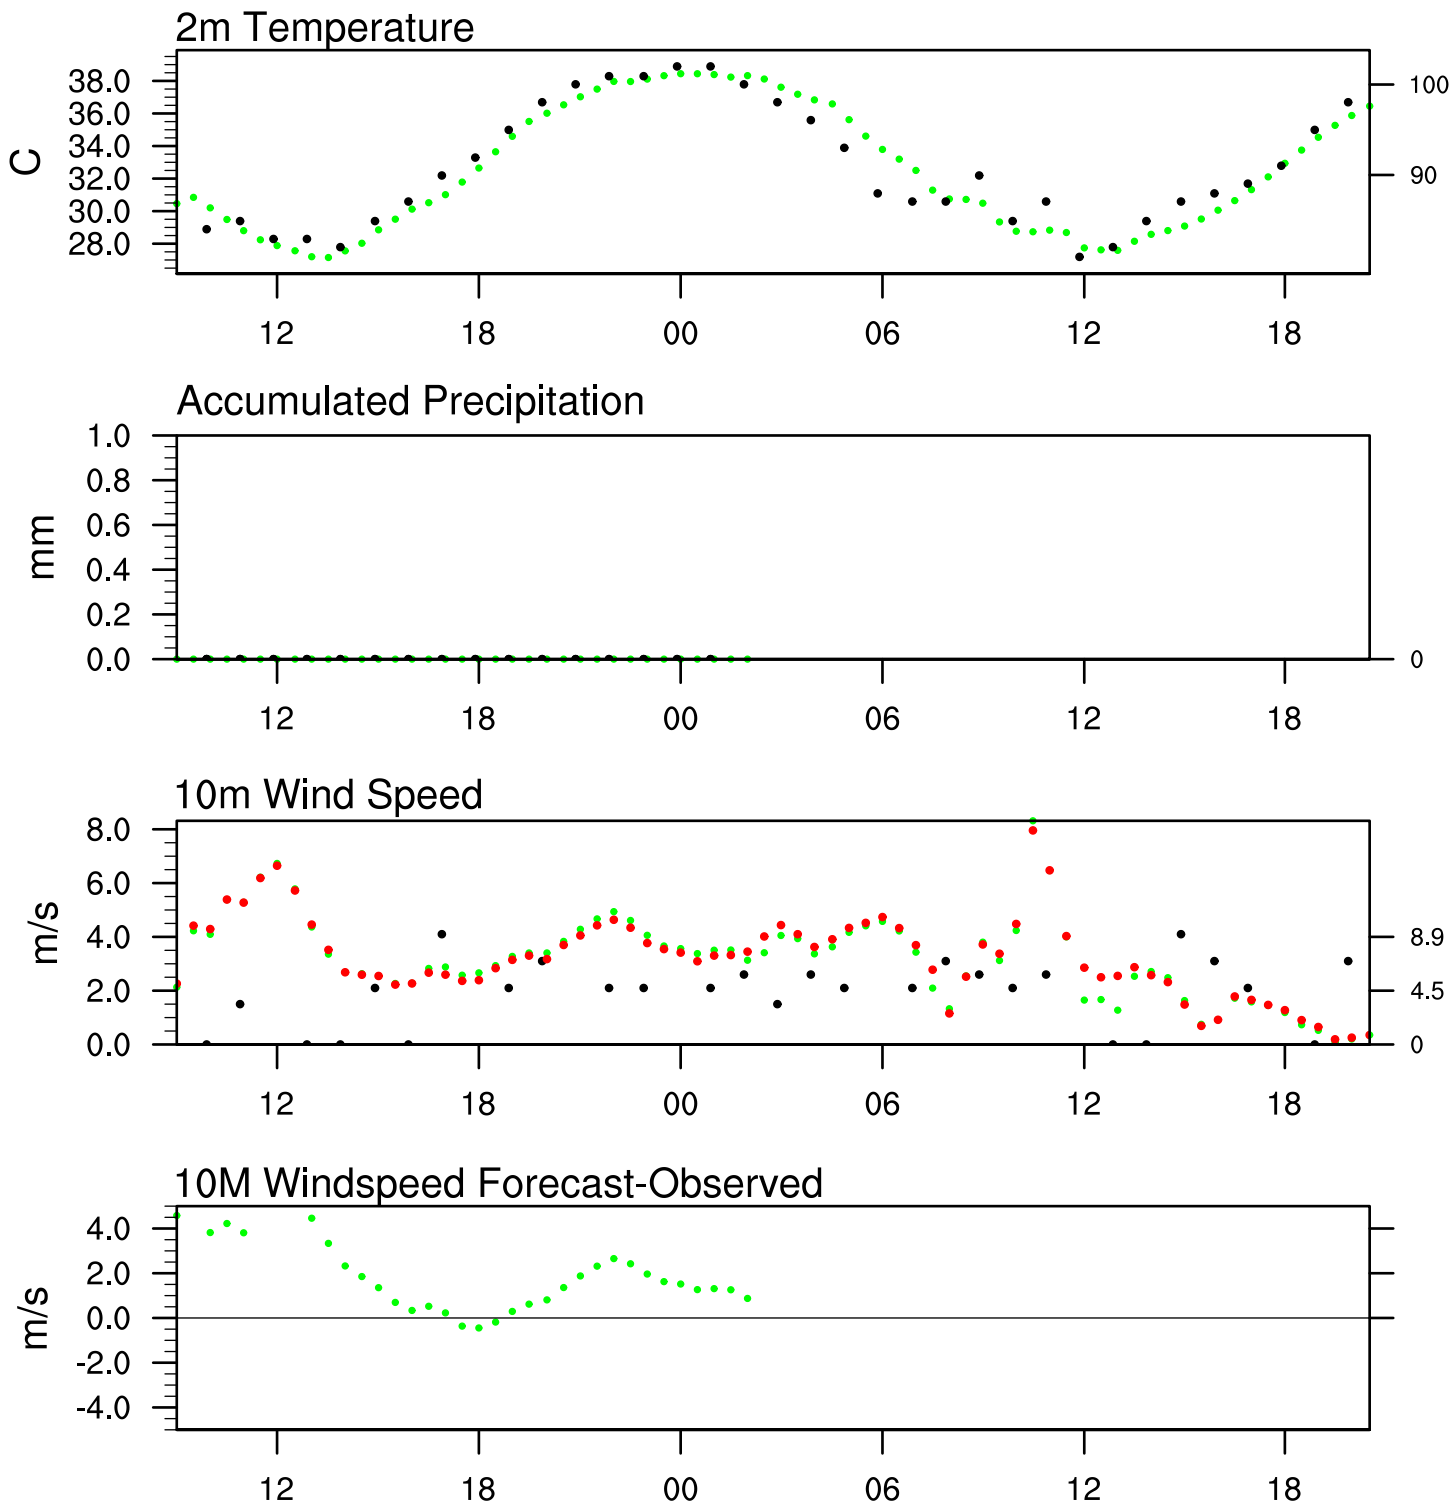 2m Temperature
38.0
36.0
34.0
32.0
30.0
28.0
C
100
90
12 18 00 06 12 18
Accumulated Precipitation
1.0
0.8
0.6
0.4
0.2
0.0
mm
0
12 18 00 06 12 18
10m Wind Speed
8.0
6.0
4.0
2.0
0.0
m/s
8.9
4.5
0
12 18 00 06 12 18
10M Windspeed Forecast-Observed
4.0
2.0
0.0
-2.0
-4.0
m/s
12 18 00 06 12 18